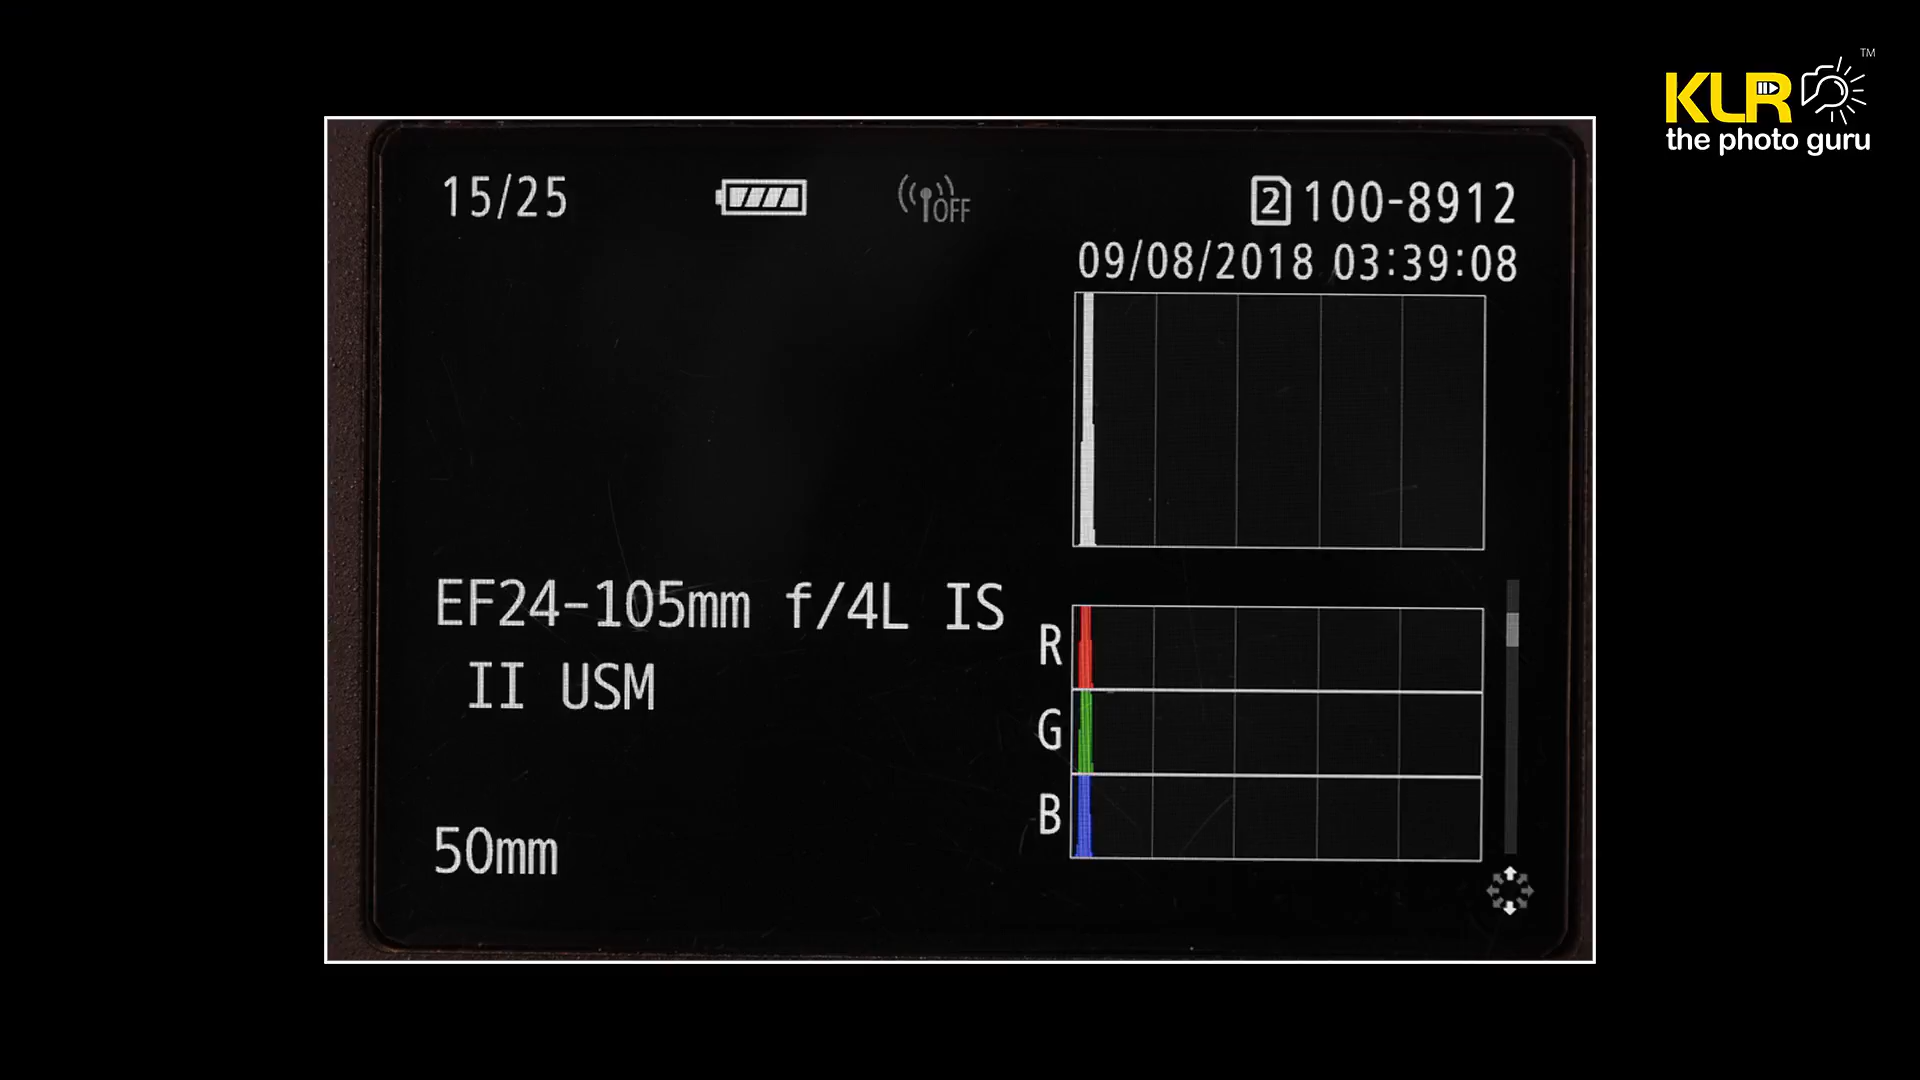 KLR
TM
the photo guru
15/25
OFF
2 100-8912
09/08/2018 03:39:08
EF24-105mm f/4L IS
II USM
50mm
R
G
B